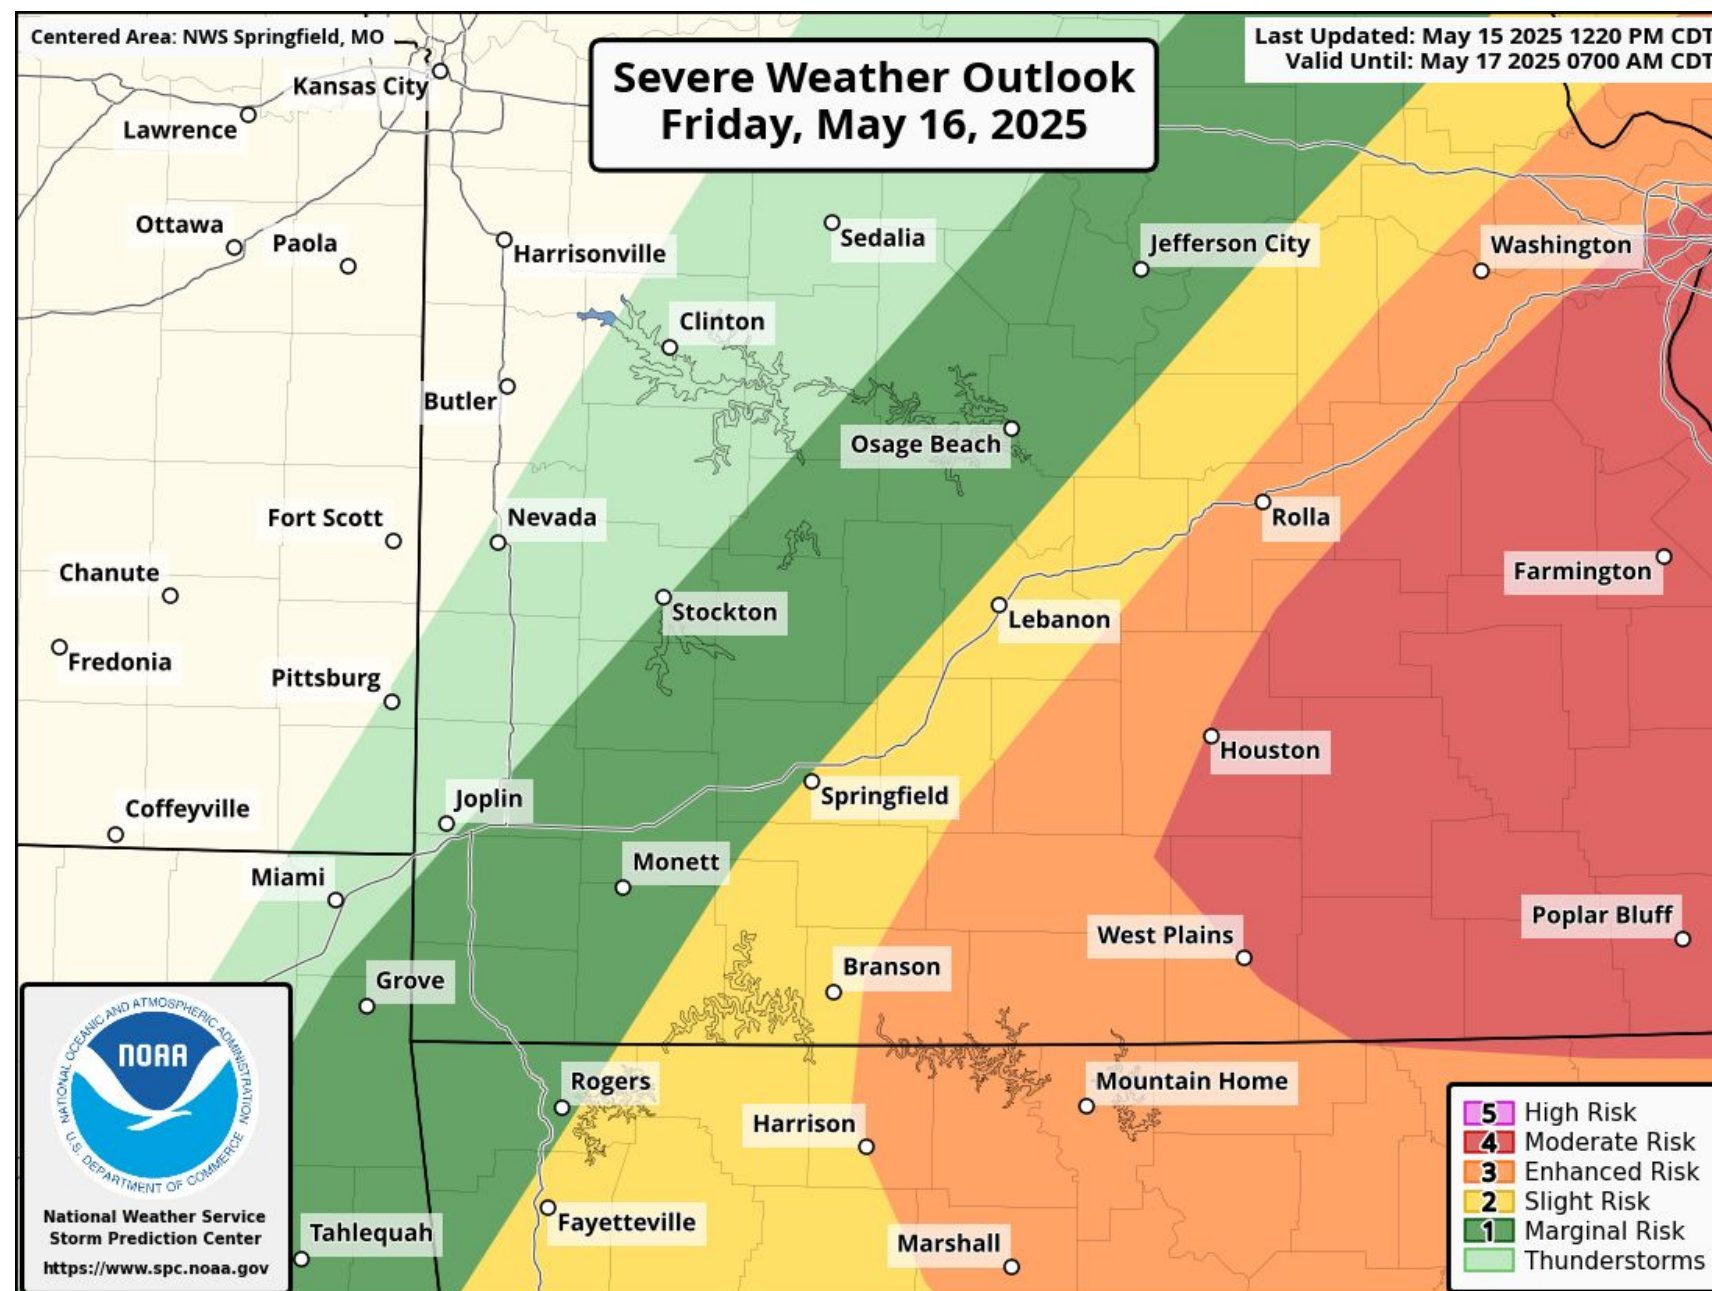 Centered Area: NWS Springfield, MO
Last Updated: May 15 2025 1220 PM CDT
Valid Until: May 17 2025 0700 AM CDT
Severe Weather Outlook
Friday, May 16, 2025
Kansas City
Lawrence
Ottawa
Paola
Harrisonville
Sedalia
Jefferson City
Washington
Clinton
Butler
Osage Beach
Fort Scott
Nevada
Rolla
Chanute
Farmington
Stockton
Lebanon
Fredonia
Pittsburg
Houston
Coffeyville
Joplin
Springfield
Miami
Monett
Poplar Bluff
West Plains
Branson
Grove
Rogers
Mountain Home
Harrison
Fayetteville
Tahlequah
Marshall
NATIONAL OCEANIC AND ATMOSPHERIC ADMINISTRATION
NOAA
U.S. DEPARTMENT OF COMMERCE
National Weather Service
Storm Prediction Center
https://www.spc.noaa.gov
5 High Risk
4 Moderate Risk
3 Enhanced Risk
2 Slight Risk
1 Marginal Risk
Thunderstorms